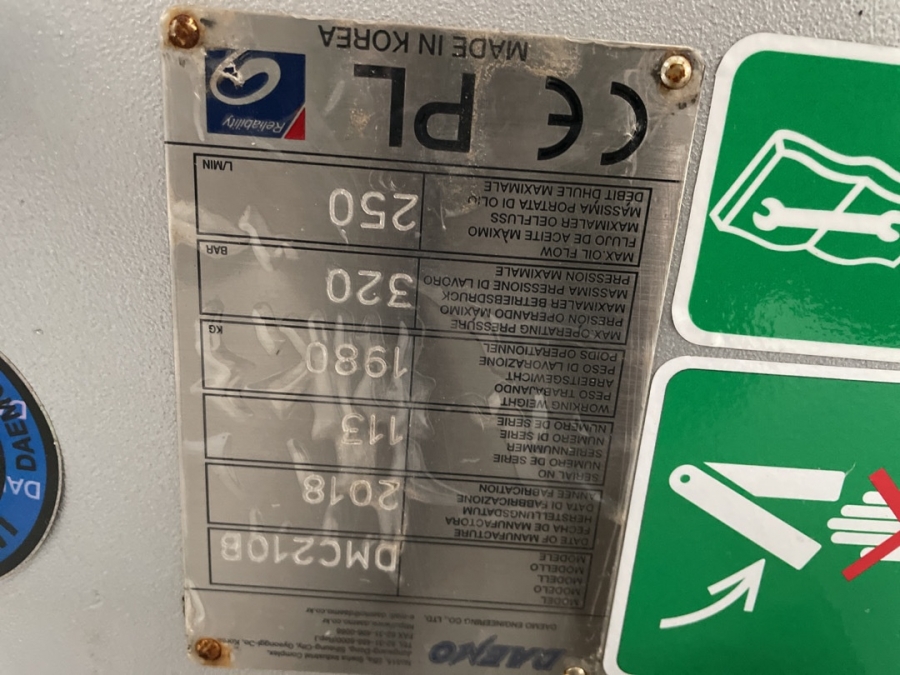 DAEMO
DAEMO ENGINEERING CO., LTD.
MODEL
MODELO
MODELL
MODELLO
MODELE
DMC210B
DATE OF MANUFACTURE
FECHA DE MANUFACTORA
HERSTELLUNGSDATUM
DATA DI FABBRICAZIONE
ANNÉE FABRICATION
2018
SERIAL NO
NUMERO DE SERIE
SERIENNUMMER
NUMERO DI SERIE
NUMERO DE SERIE
113
WORKING WEIGHT
PESO TRABAJANDO
ARBEITSGEWICHT
PESO DI LAVORAZIONE
POIDS OPERATIONNEL
1980
KG
MAX.OPERATING PRESSURE
PRESIÓN OPERANDO MÁXIMO
MAXIMALER BETRIEBSDRUCK
MASSIMA PRESSIONE DI LAVORO
PRESSION MAXIMALE
320
BAR
MAX.OIL FLOW
FLUJO DE ACEITE MÁXIMO
MAXIMALER OELFLUSS
MASSIMA PORTATA DI OLIO
DÉBIT DHULE MAXIMALE
250
L/MIN
CE PL
Reliability
MADE IN KOREA
DA DAEM